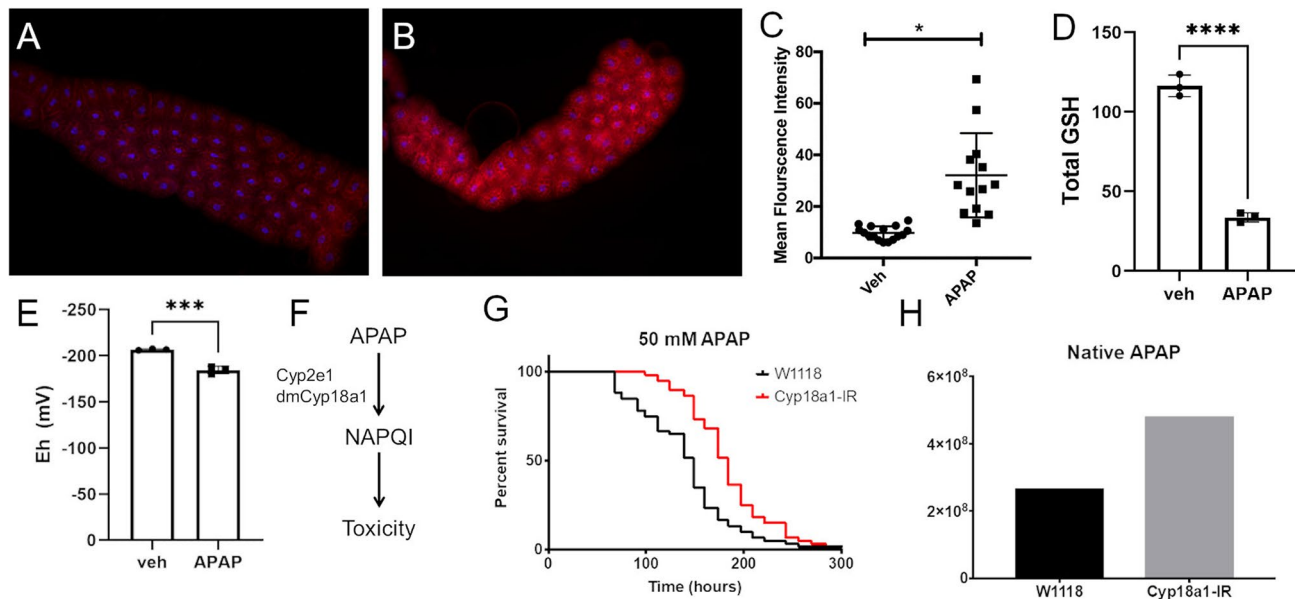 A
B
C
*
Mean Flourscence Intensity
80
60
40
20
0
Veh
APAP
D
****
Total GSH
150
100
50
0
veh
APAP
E
***
Eh (mV)
-250
-200
-150
-100
-50
0
veh
APAP
F
APAP
Cyp2e1
dmCyp18a1
NAPQI
Toxicity
G
50 mM APAP
W1118
Cyp18a1-IR
Percent survival
100
50
0
0
100
200
300
Time (hours)
H
Native APAP
6×10⁸
4×10⁸
2×10⁸
0
W1118
Cyp18a1-IR